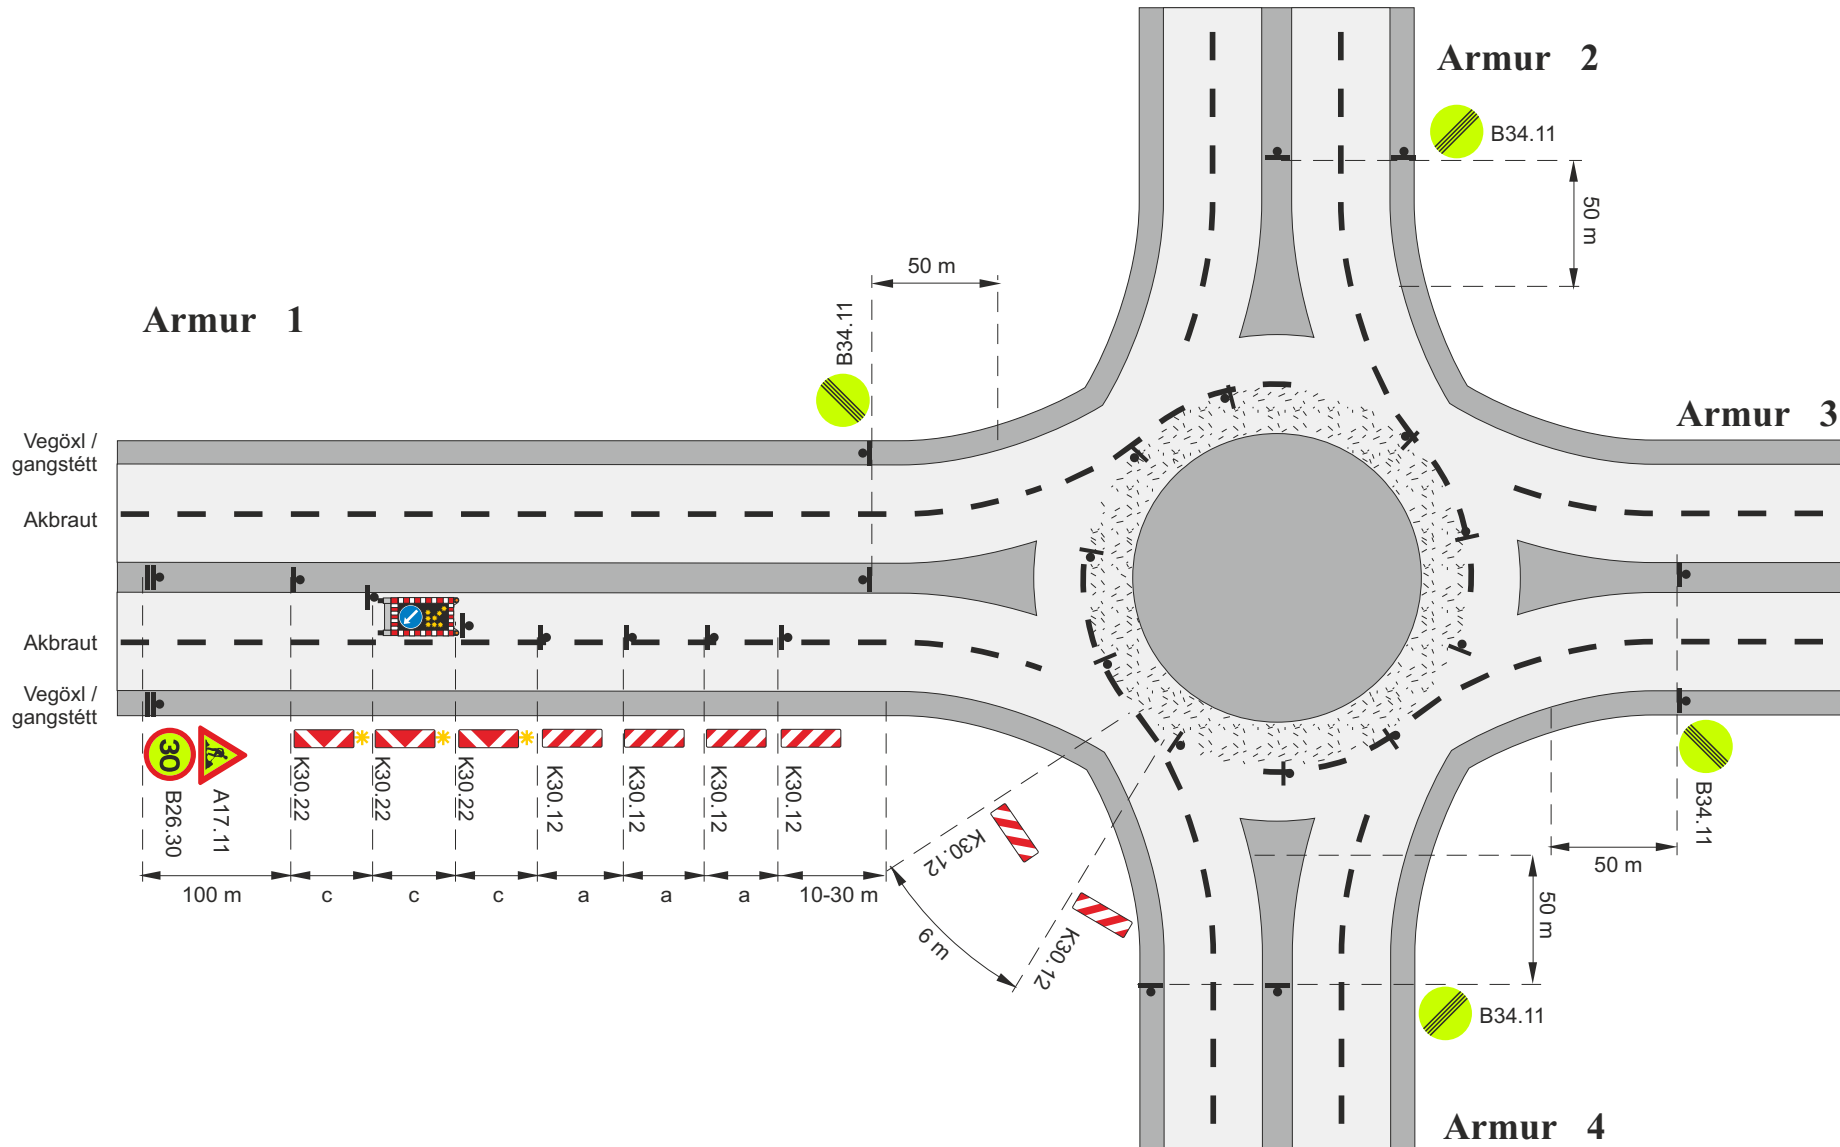 Armur 2
B34.11
50 m
50 m
Armur 1
B34.11
Armur 3
Vegöxl /
gangstétt
Akbraut
Akbraut
Vegöxl /
gangstétt
30
B26.30
A17.11
K30.22
K30.22
K30.22
K30.12
K30.12
K30.12
K30.12
100 m
c
c
c
a
a
a
10-30 m
K30.12
K30.12
6 m
B34.11
50 m
50 m
B34.11
Armur 4